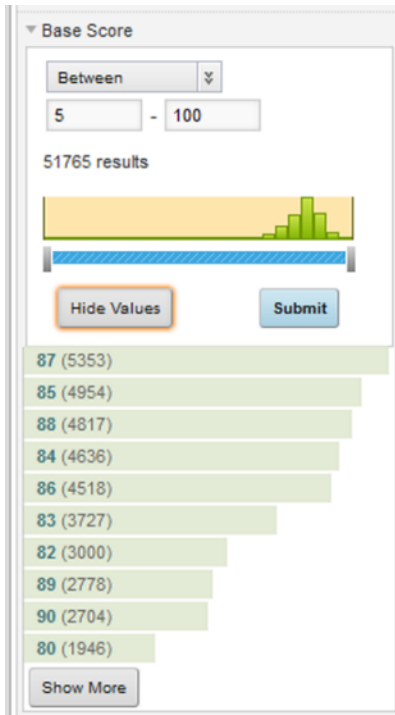 Base Score
Between
5 - 100
51765 results
Hide Values Submit
87 (5353)
85 (4954)
88 (4817)
84 (4636)
86 (4518)
83 (3727)
82 (3000)
89 (2778)
90 (2704)
80 (1946)
Show More